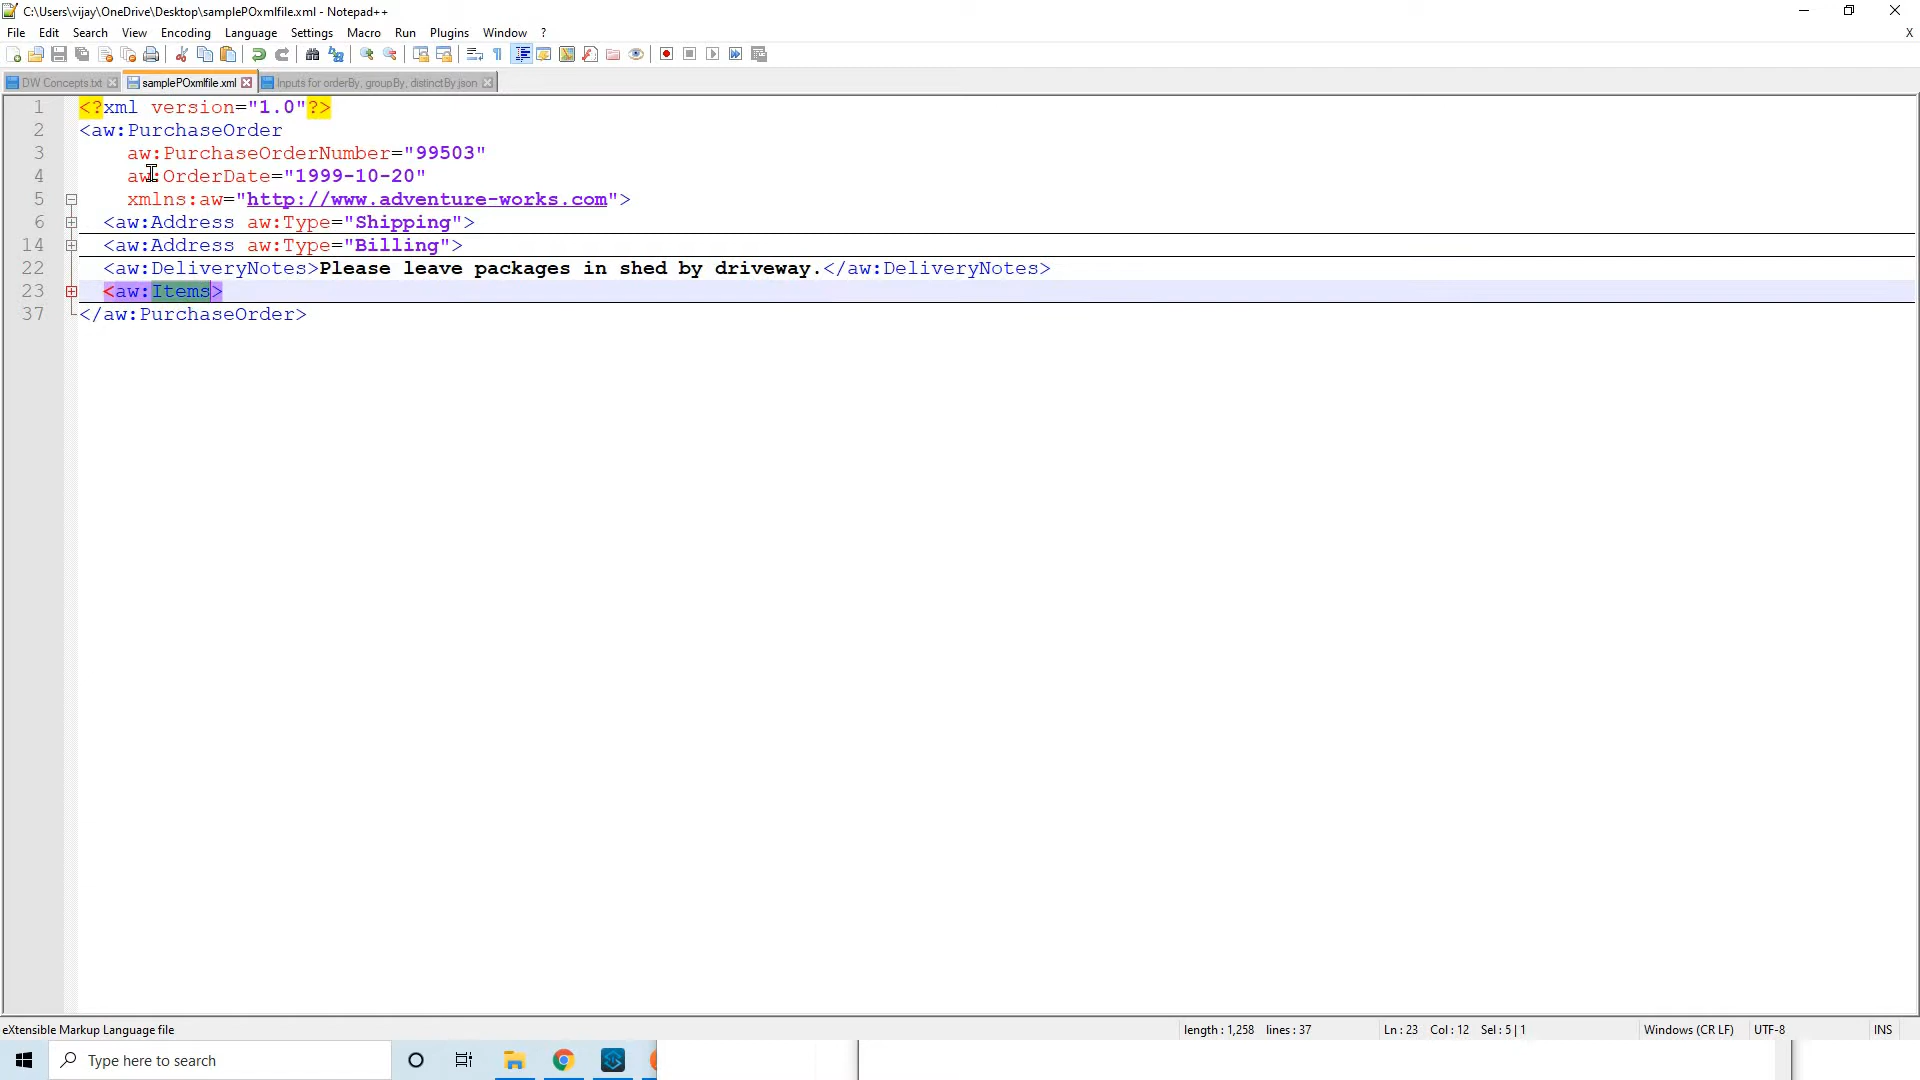 C:\Users\vijay\OneDrive\Desktop\samplePOxmlfile.xml - Notepad++
File Edit Search View Encoding Language Settings Macro Run Plugins Window ? X
DW Concepts.txt samplePOxmlfile.xml Inputs for orderBy, groupBy, distinctBy.json
1 <?xml version="1.0"?>
2 <aw:PurchaseOrder
3 aw:PurchaseOrderNumber="99503"
4 aw:OrderDate="1999-10-20"
5 xmlns:aw="http://www.adventure-works.com">
6 <aw:Address aw:Type="Shipping">
14 <aw:Address aw:Type="Billing">
22 <aw:DeliveryNotes>Please leave packages in shed by driveway.</aw:DeliveryNotes>
23 <aw:Items>
37 </aw:PurchaseOrder>
eXtensible Markup Language file length : 1,258 lines : 37 Ln : 23 Col : 12 Sel : 5 | 1 Windows (CR LF) UTF-8 INS
Type here to search